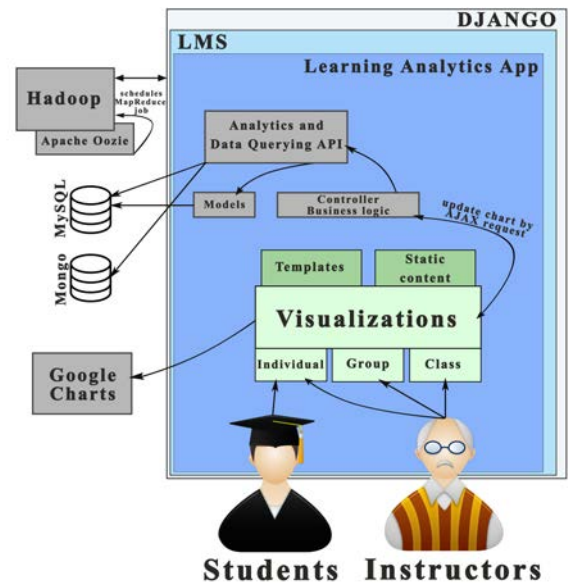 DJANGO
LMS
Learning Analytics App
Hadoop
schedules
MapReduce
job
Apache Oozie
Analytics and
Data Querying API
MySQL
Models
Controller
Business logic
update chart by
AJAX request
Mongo
Templates
Static
content
Visualizations
Individual
Group
Class
Google
Charts
Students
Instructors